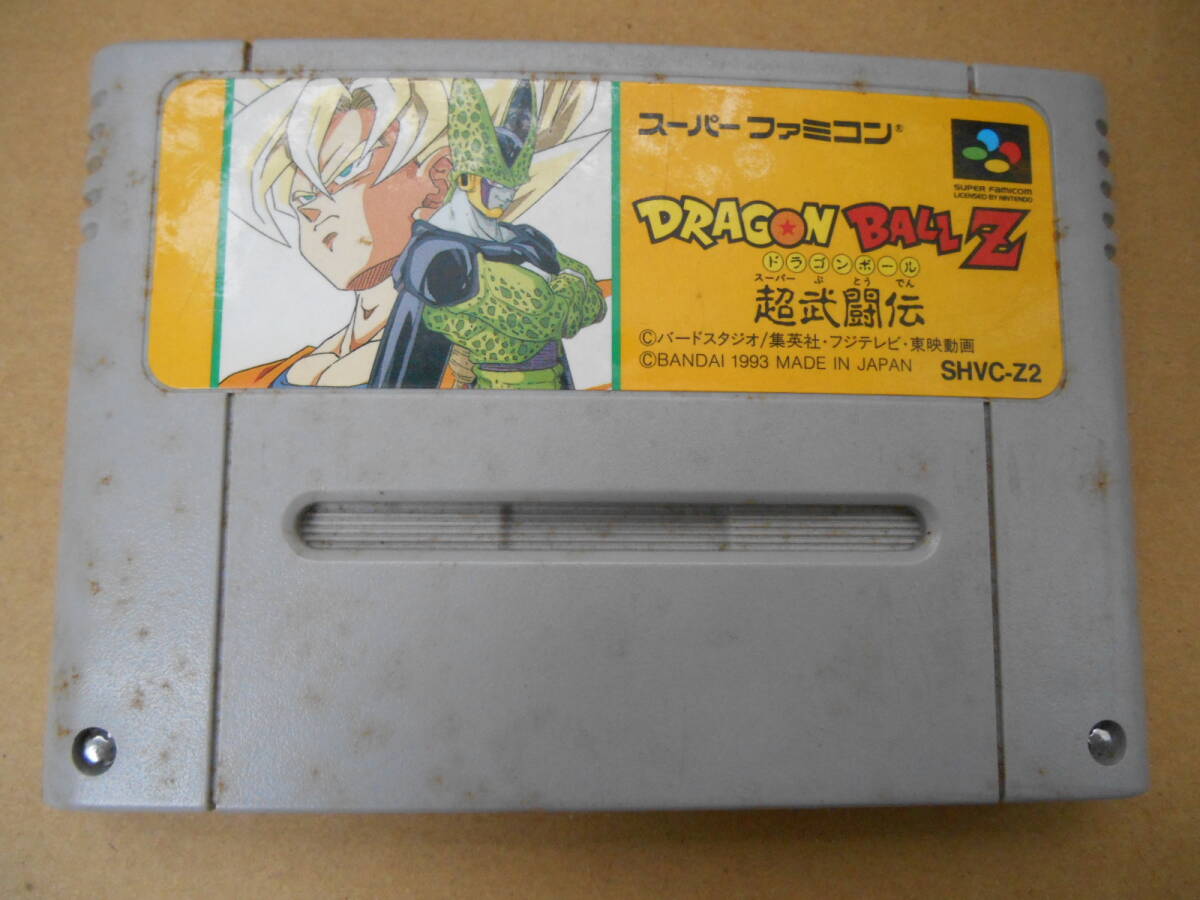 スーパーファミコン®
SUPER FAMICOM
LICENSED BY NINTENDO
DRAGON BALL Z
ドラゴンボール
スーパー ぶ とう でん
超武闘伝
©バードスタジオ/集英社・フジテレビ・東映動画
©BANDAI 1993 MADE IN JAPAN SHVC-Z2